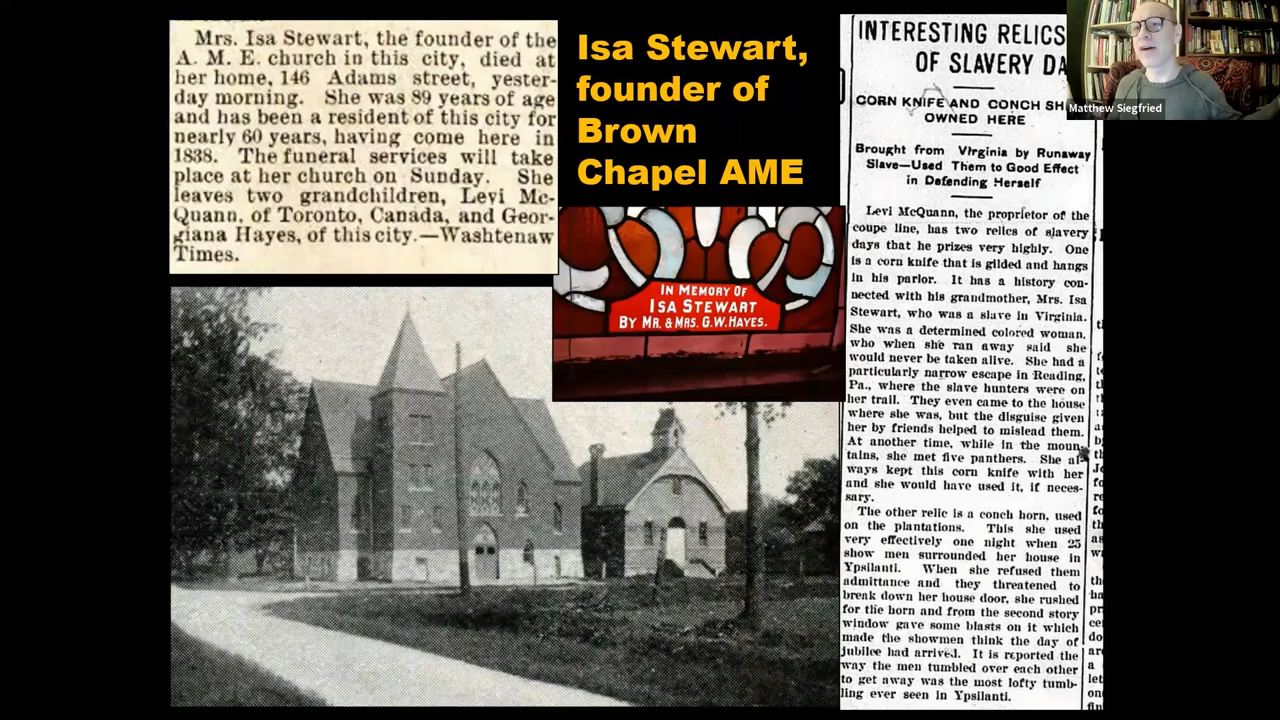 Mrs. Isa Stewart, the founder of the
A. M. E. church in this city, died at
her home, 146 Adams street, yester-
day morning. She was 89 years of age
and has been a resident of this city for
nearly 60 years, having come here in
1838. The funeral services will take
place at her church on Sunday. She
leaves two grandchildren, Levi Mc-
Quann, of Toronto, Canada, and Geor-
giana Hayes, of this city.—Washtenaw
Times.
Isa Stewart,
founder of
Brown
Chapel AME
IN MEMORY OF
ISA STEWART
BY MR. & MRS. G.W. HAYES.
INTERESTING RELICS
OF SLAVERY DA
CORN KNIFE AND CONCH SH
OWNED HERE
Brought from Virginia by Runaway
Slave—Used Them to Good Effect
in Defending Herself
Levi McQuann, the proprietor of the
coupe line, has two relics of slavery
days that he prizes very highly. One
is a corn knife that is gilded and hangs
in his parlor. It has a history con-
nected with his grandmother, Mrs. Isa
Stewart, who was a slave in Virginia.
She was a determined colored woman,
who when she ran away said she
would never be taken alive. She had a
particularly narrow escape in Reading,
Pa., where the slave hunters were on
her trail. They even came to the house
where she was, but the disguise given
her by friends helped to mislead them.
At another time, while in the moun-
tains, she met five panthers. She al-
ways kept this corn knife with her
and she would have used it, if neces-
sary.
The other relic is a conch horn, used
on the plantations. This she used
very effectively one night when 25
show men surrounded her house in
Ypsilanti. When she refused them
admittance and they threatened to
break down her house door, she rushed
for the horn and from the second story
window gave some blasts on it which
made the showmen think the day of
jubilee had arrived. It is reported the
way the men tumbled over each other
to get away was the most lofty tumb-
ling ever seen in Ypsilanti.
Matthew Siegfried